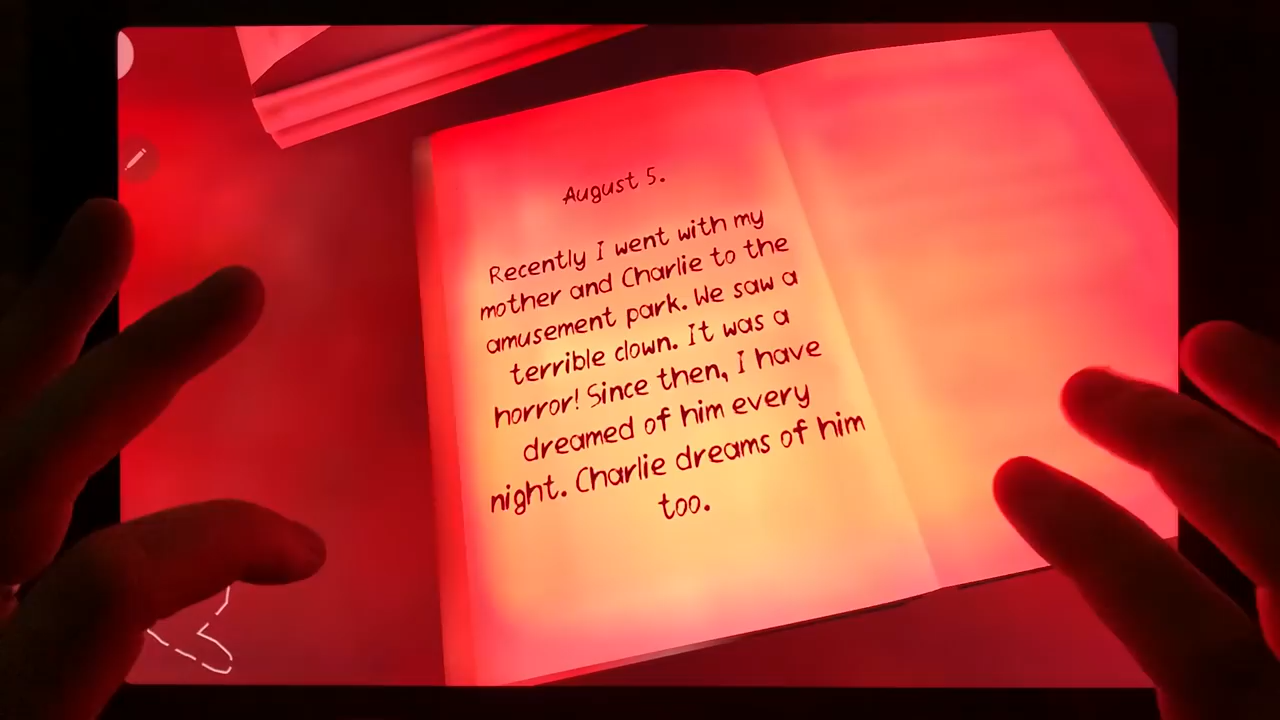 August 5.
Recently I went with my
mother and Charlie to the
amusement park. We saw a
terrible clown. It was a
horror! Since then, I have
dreamed of him every
night. Charlie dreams of him
too.